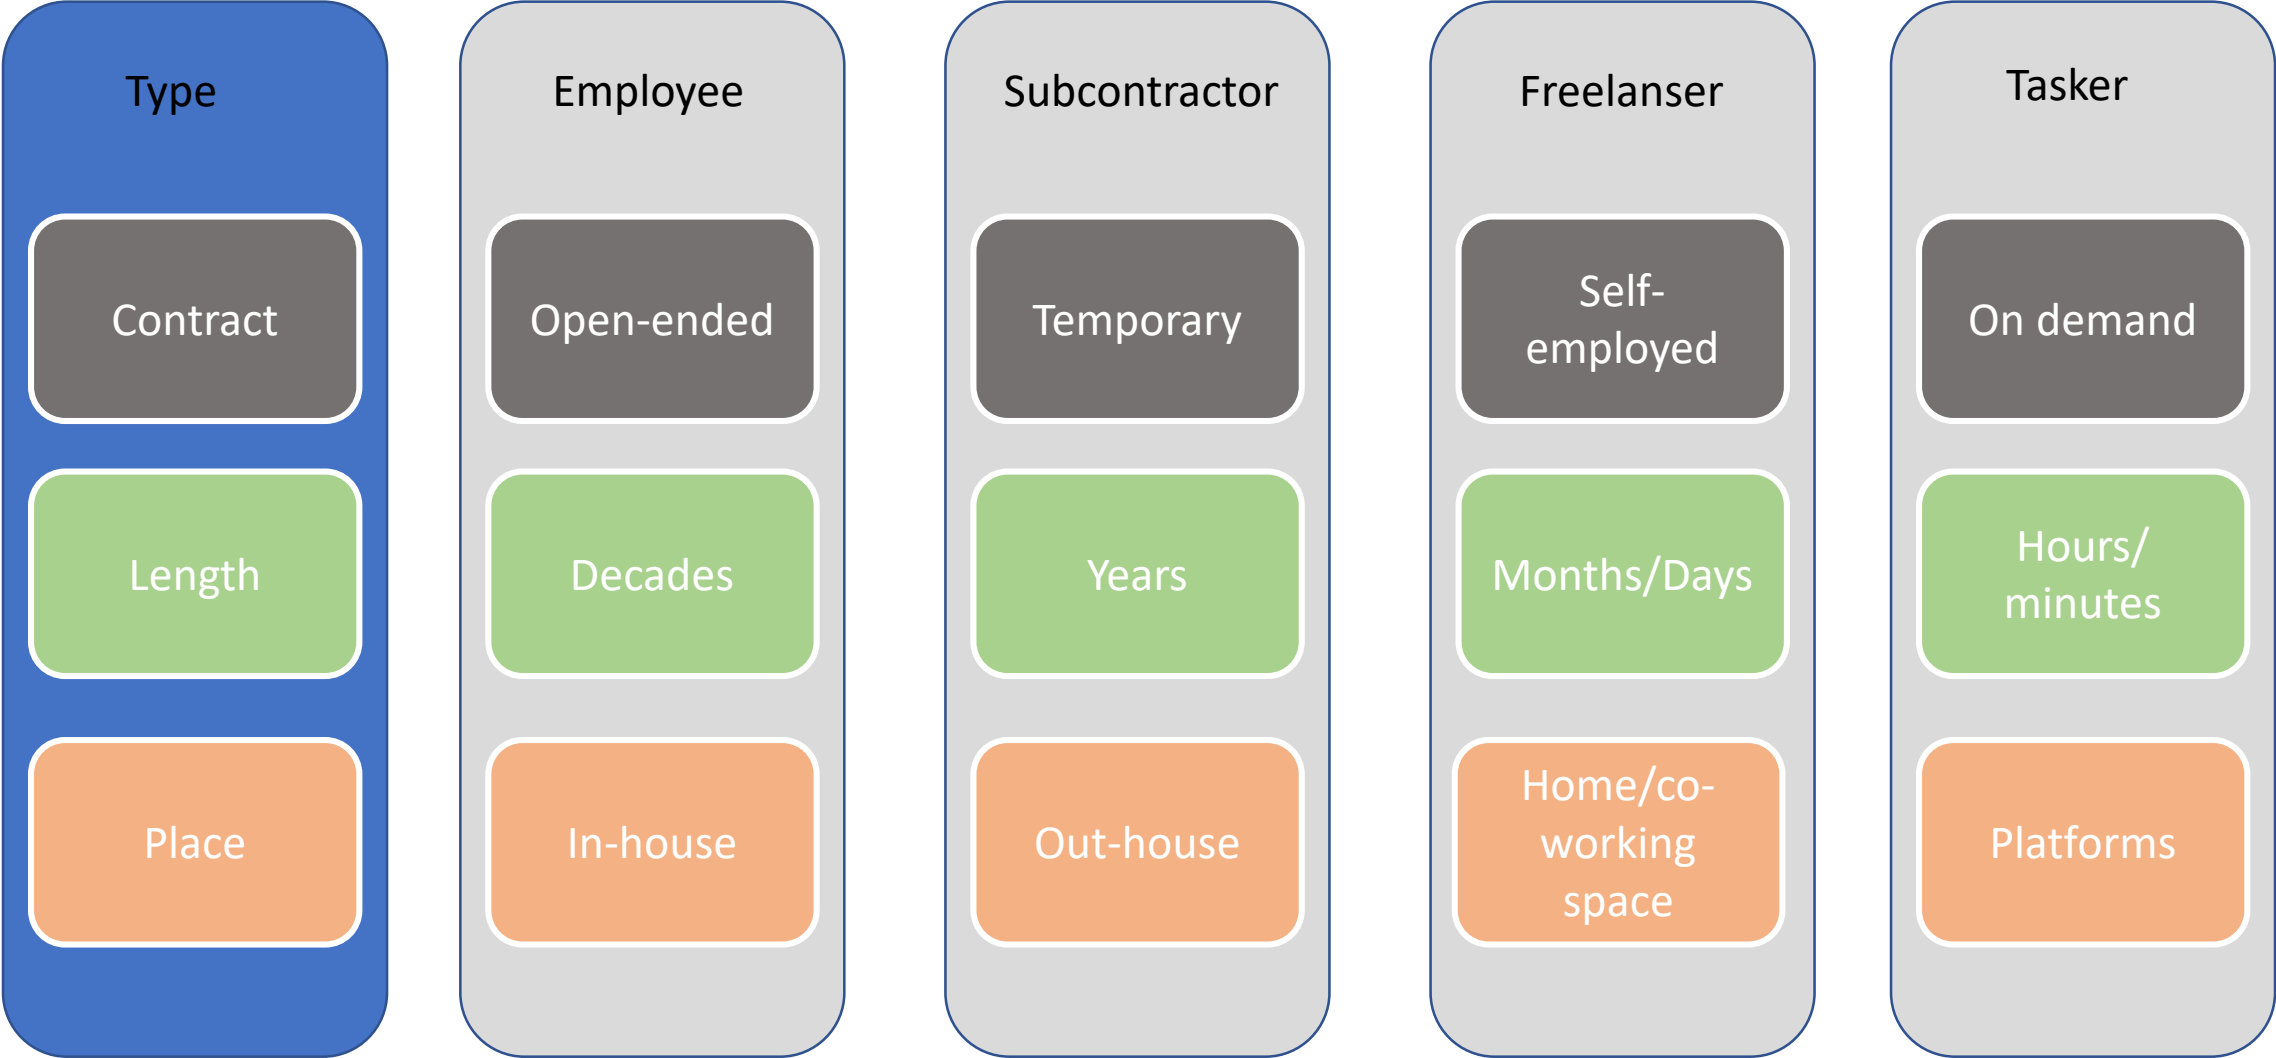 Type
Employee
Subcontractor
Freelanser
Tasker
Contract
Open-ended
Temporary
Self-
employed
On demand
Length
Decades
Years
Months/Days
Hours/
minutes
Place
In-house
Out-house
Home/co-
working
space
Platforms